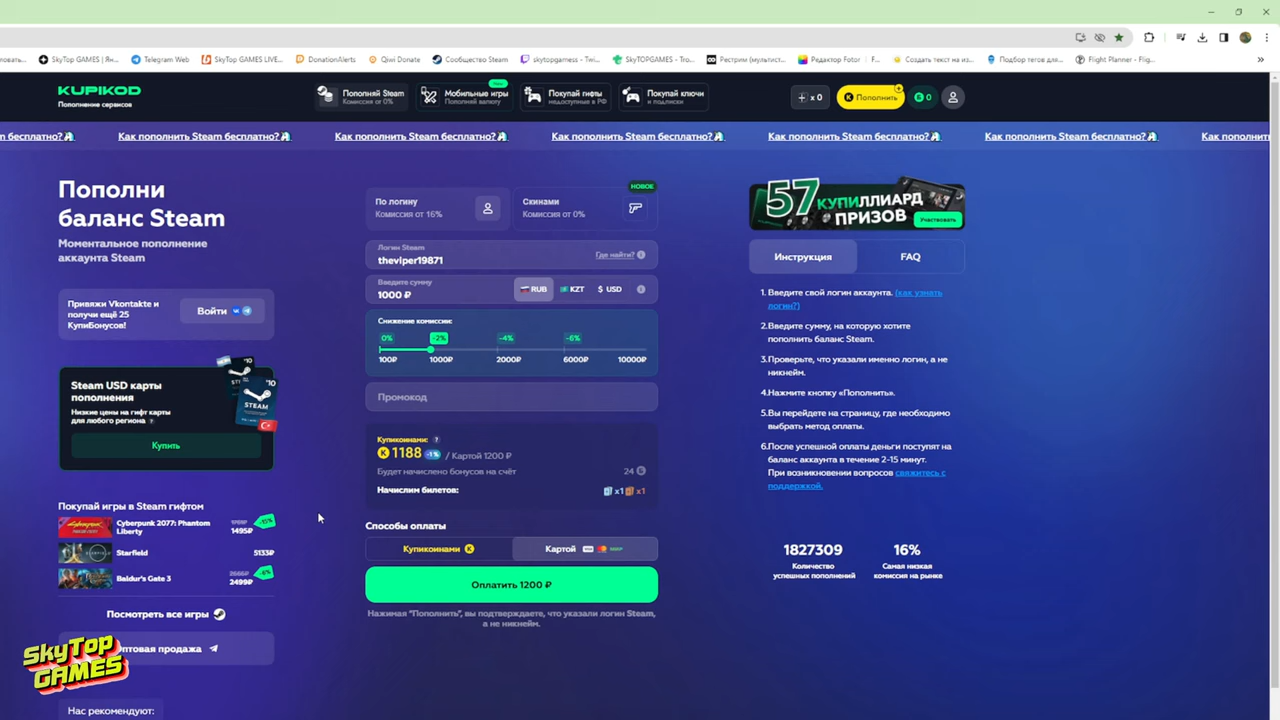 SkyTop GAMES | Ян...
Telegram Web
SkyTop GAMES LIVE...
DonationAlerts
Qiwi Donate
Сообщество Steam
skytopgamess - Twi...
SkyTOPGAMES - Tro...
Рестрим (мультист...
Редактор Fotor | F...
Создать текст на из...
Подбор тегов для...
Flight Planner - Flig...
KUPIKOD
Пополнение сервисов
Пополняй Steam
Комиссия от 0%
Мобильные игры
Пополняй валюту
Покупай гифты
недоступные в РФ
Покупай ключи
и подписки
x 0
Пополнить
0
m бесплатно?
Как пополнить Steam бесплатно?
Как пополнить Steam бесплатно?
Как пополнить Steam бесплатно?
Как пополнить Steam бесплатно?
Как пополнить Steam бесплатно?
Как пополнит
Пополни
баланс Steam
Моментальное пополнение
аккаунта Steam
Привяжи Vkontakte и
получи ещё 25
КупиБонусов!
Войти
Steam USD карты
пополнения
Низкие цены на гифт карты
для любого региона ?
$10
STEAM
Купить
Покупай игры в Steam гифтом
Cyberpunk 2077: Phantom
Liberty
1495₽
Starfield
5133₽
Baldur's Gate 3
2499₽
Посмотреть все игры
птовая продажа
SkyTop
GAMES
Нас рекомендуют:
По логину
Комиссия от 16%
НОВОЕ
Скинами
Комиссия от 0%
Логин Steam
theviper19871
Где найти?
Введите сумму
1000 ₽
RUB
KZT
$ USD
Снижение комиссии:
0% -2% -4% -6%
100₽ 1000₽ 2000₽ 6000₽ 10000₽
Промокод
Купикоинами: ?
1188 -1% / Картой 1200 ₽
Будет начислено бонусов на счёт
24
Начислим билетов:
x1 x1
Способы оплаты
Купикоинами
Картой
Оплатить 1200 ₽
Нажимая "Пополнить", вы подтверждаете, что указали логин Steam,
а не никнейм.
57
КУПИЛЛИАРД
ПРИЗОВ
Участвовать
Инструкция
FAQ
1. Введите свой логин аккаунта. (как узнать
логин?)
2.Введите сумму, на которую хотите
пополнить баланс Steam.
3.Проверьте, что указали именно логин, а не
никнейм.
4.Нажмите кнопку «Пополнить».
5.Вы перейдете на страницу, где необходимо
выбрать метод оплаты.
6.После успешной оплаты деньги поступят на
баланс аккаунта в течение 2-15 минут.
При возникновении вопросов свяжитесь с
поддержкой.
1827309
Количество
успешных пополнений
16%
Самая низкая
комиссия на рынке